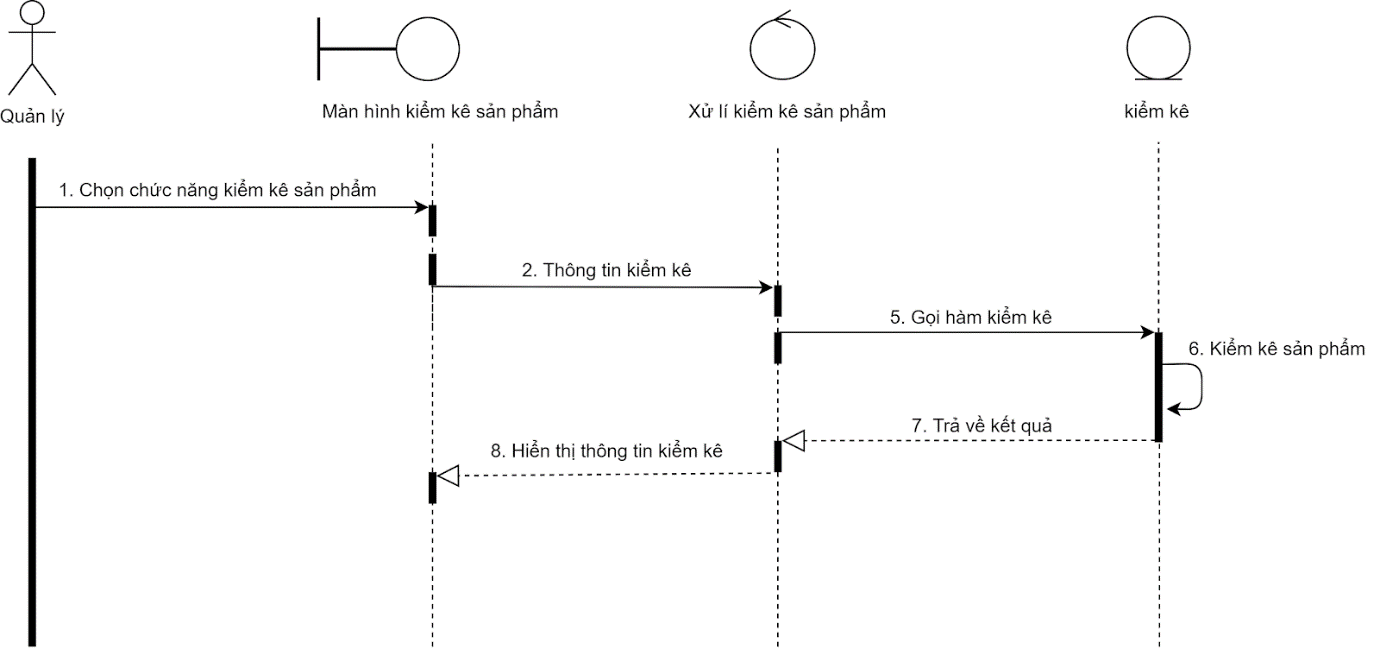 Quản lý
Màn hình kiểm kê sản phẩm
Xử lí kiểm kê sản phẩm
kiểm kê
1. Chọn chức năng kiểm kê sản phẩm
2. Thông tin kiểm kê
5. Gọi hàm kiểm kê
6. Kiểm kê sản phẩm
7. Trả về kết quả
8. Hiển thị thông tin kiểm kê